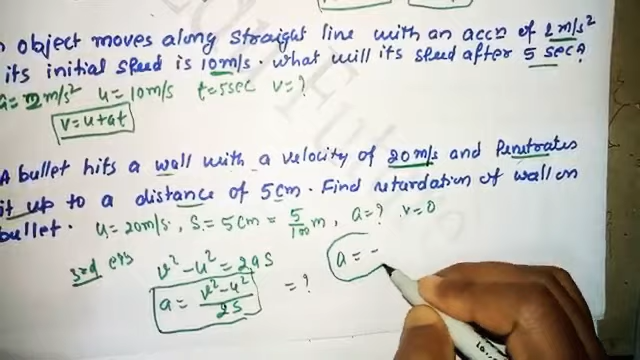 object moves along straight line with an accn of 2 m/s²
its initial speed is 10m/s. what will its speed after 5 sec?
a = 2m/s² u = 10m/s t = 5sec v = ?
v = u + at
A bullet hits a wall with a velocity of 20m/s and Penetrates
it up to a distance of 5cm. Find retardation of wall on
bullet. u = 20m/s, s = 5cm = 5/100 m, a = ? v = 0
3rd v² - u² = 2as
a = v² - u² / 2s = ? a = -